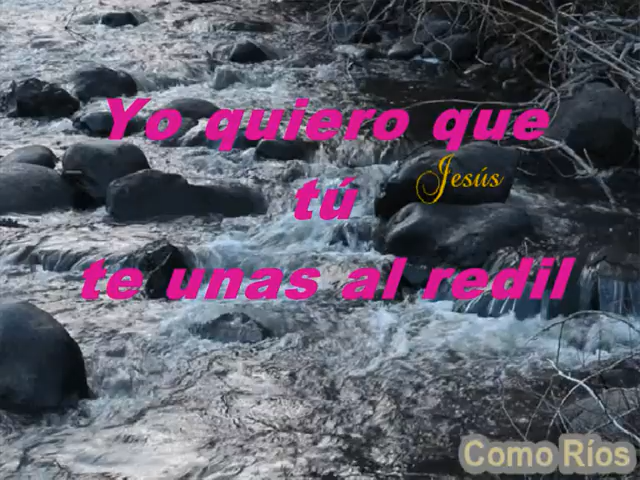 Yo quiero que
tú
Jesús
te unas al redil
Como Ríos